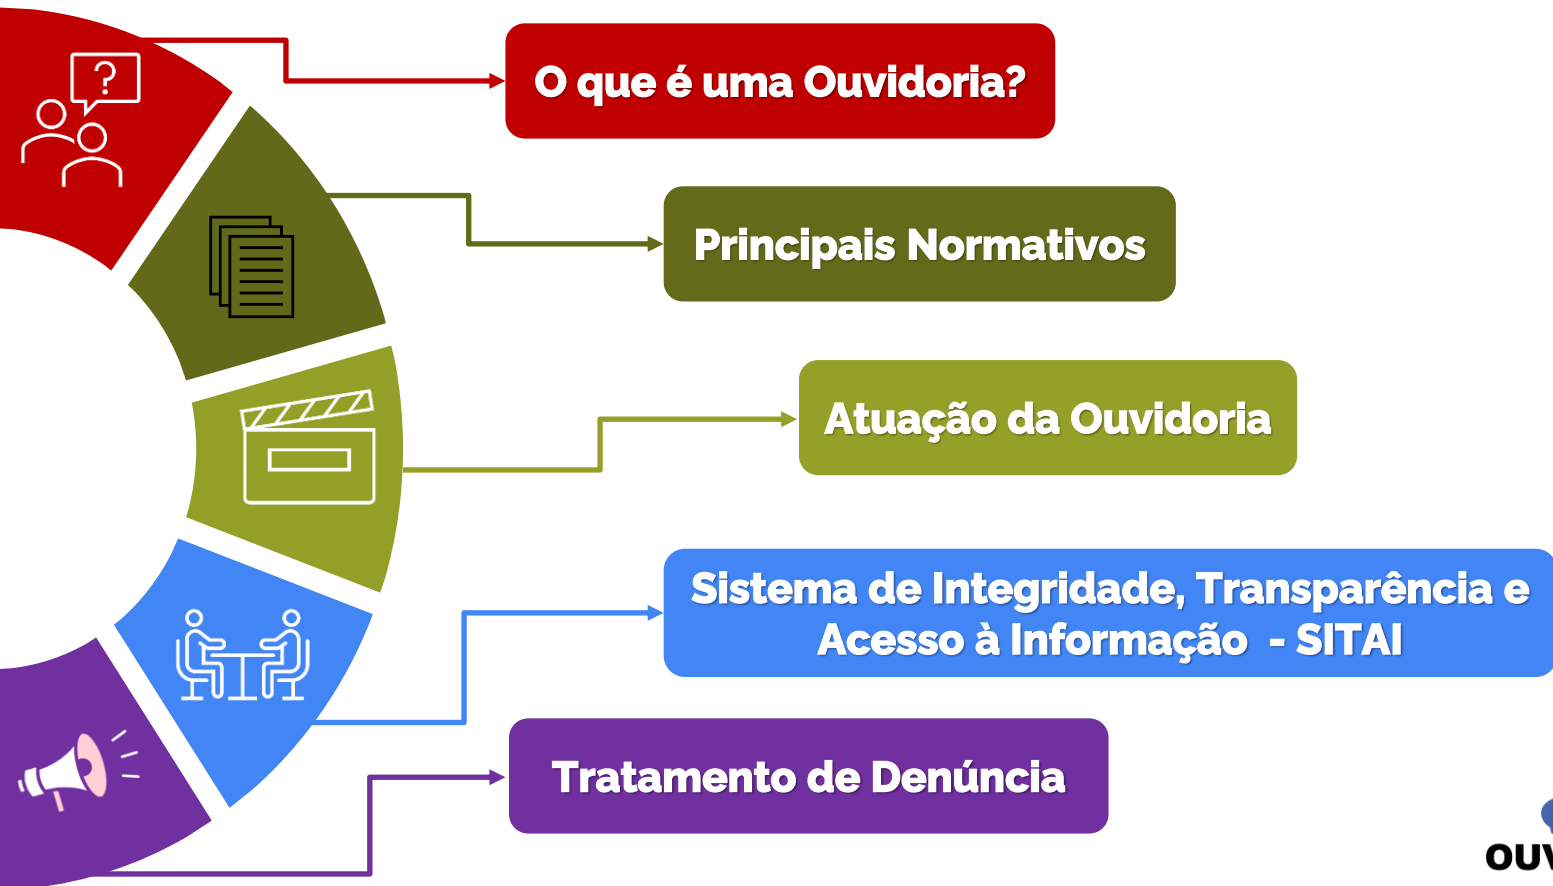 ?
O que é uma Ouvidoria?
Principais Normativos
Atuação da Ouvidoria
Sistema de Integridade, Transparência e
Acesso à Informação - SITAI
Tratamento de Denúncia